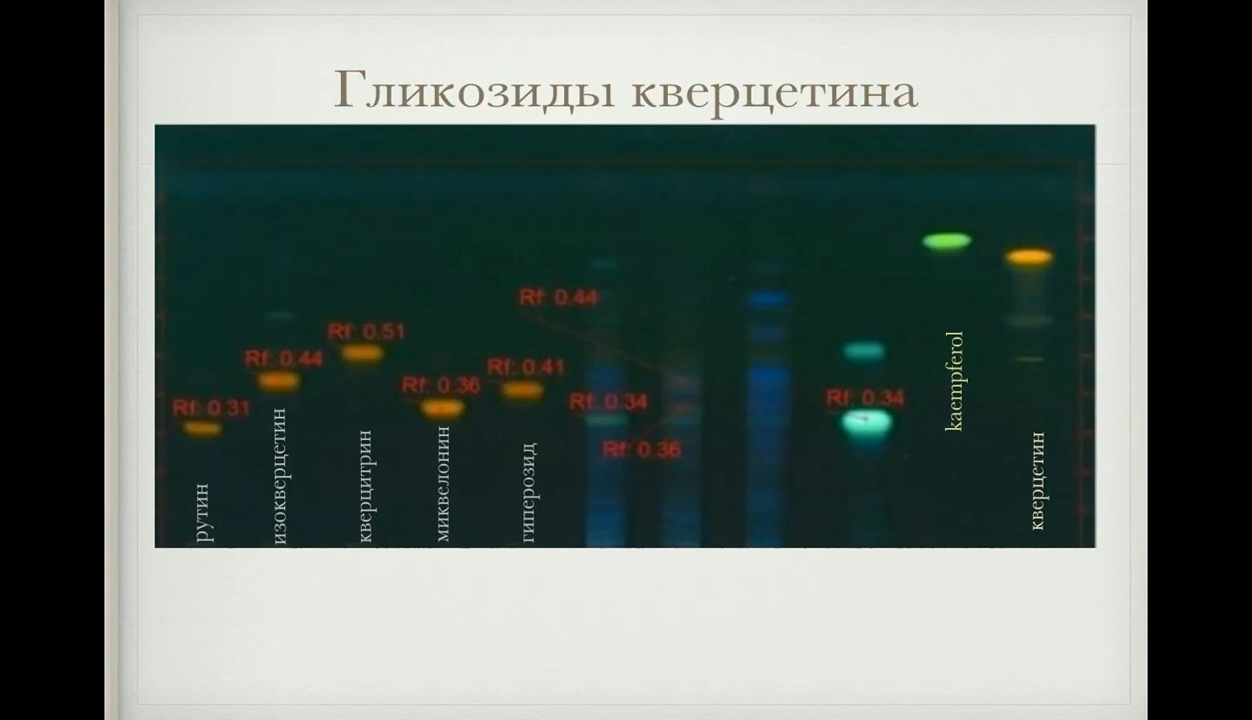 Гликозиды кверцетина
Rf: 0.44
Rf: 0.51
Rf: 0.44
Rf: 0.41
Rf: 0.36
Rf: 0.31
Rf: 0.34
Rf: 0.34
Rf: 0.36
рутин
изокверцетин
кверцитрин
миквелонин
гиперозид
kaempferol
кверцетин